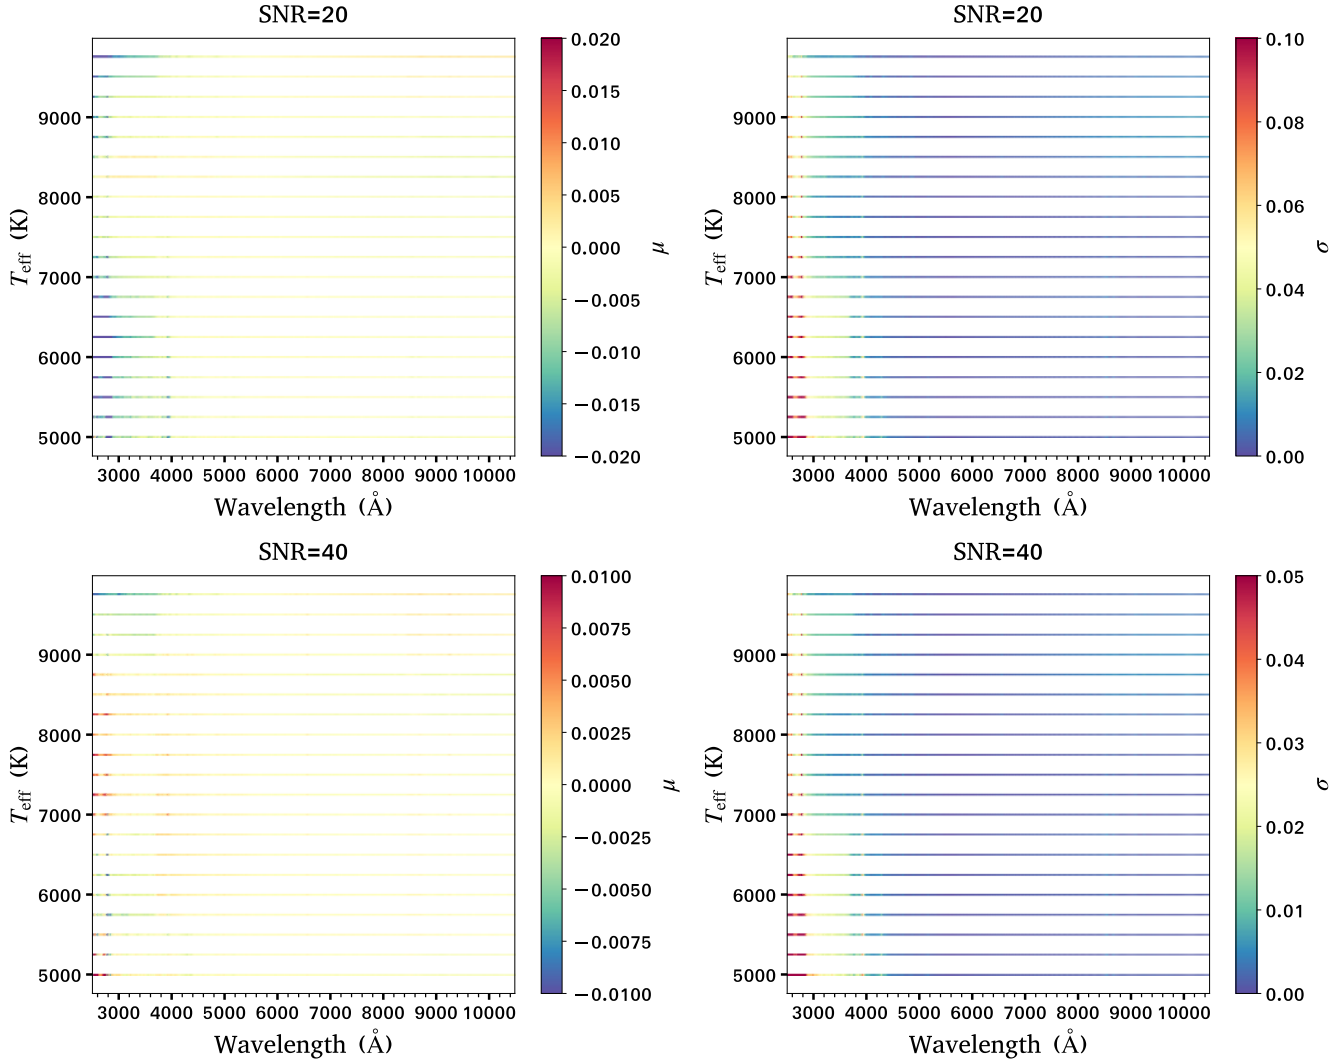 SNR=20
0.020
0.015
0.010
0.005
0.000
−0.005
−0.010
−0.015
−0.020
μ
9000
8000
7000
6000
5000
T_eff (K)
3000 4000 5000 6000 7000 8000 9000 10000
Wavelength (Å)
SNR=20
0.10
0.08
0.06
0.04
0.02
0.00
σ
9000
8000
7000
6000
5000
T_eff (K)
3000 4000 5000 6000 7000 8000 9000 10000
Wavelength (Å)
SNR=40
0.0100
0.0075
0.0050
0.0025
0.0000
−0.0025
−0.0050
−0.0075
−0.0100
μ
9000
8000
7000
6000
5000
T_eff (K)
3000 4000 5000 6000 7000 8000 9000 10000
Wavelength (Å)
SNR=40
0.05
0.04
0.03
0.02
0.01
0.00
σ
9000
8000
7000
6000
5000
T_eff (K)
3000 4000 5000 6000 7000 8000 9000 10000
Wavelength (Å)